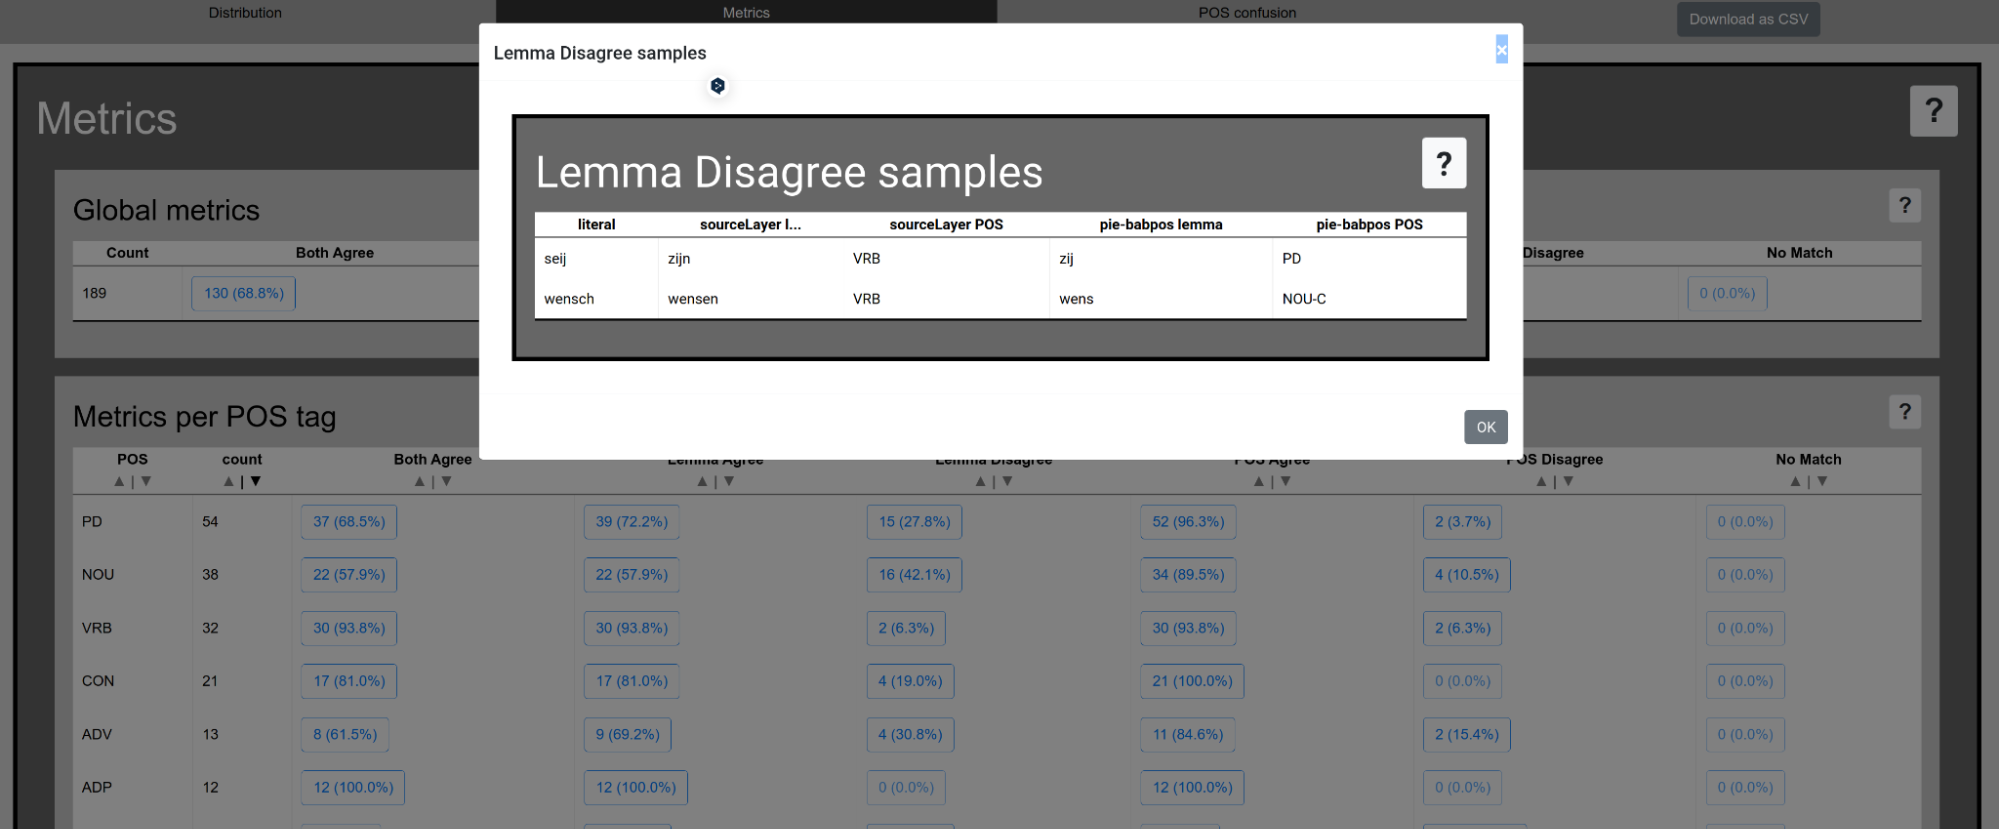 Distribution Metrics POS confusion Download as CSV
Lemma Disagree samples ×
Metrics ?
Lemma Disagree samples ?
literal sourceLayer l... sourceLayer POS pie-babpos lemma pie-babpos POS
seij zijn VRB zij PD
wensch wensen VRB wens NOU-C
OK
Global metrics ?
Count Both Agree Disagree No Match
189 130 (68.8%) 0 (0.0%)
Metrics per POS tag ?
POS count Both Agree Lemma Agree Lemma Disagree POS Agree POS Disagree No Match
▲ | ▼ ▲ | ▼ ▲ | ▼ ▲ | ▼ ▲ | ▼ ▲ | ▼ ▲ | ▼ ▲ | ▼
PD 54 37 (68.5%) 39 (72.2%) 15 (27.8%) 52 (96.3%) 2 (3.7%) 0 (0.0%)
NOU 38 22 (57.9%) 22 (57.9%) 16 (42.1%) 34 (89.5%) 4 (10.5%) 0 (0.0%)
VRB 32 30 (93.8%) 30 (93.8%) 2 (6.3%) 30 (93.8%) 2 (6.3%) 0 (0.0%)
CON 21 17 (81.0%) 17 (81.0%) 4 (19.0%) 21 (100.0%) 0 (0.0%) 0 (0.0%)
ADV 13 8 (61.5%) 9 (69.2%) 4 (30.8%) 11 (84.6%) 2 (15.4%) 0 (0.0%)
ADP 12 12 (100.0%) 12 (100.0%) 0 (0.0%) 12 (100.0%) 0 (0.0%) 0 (0.0%)